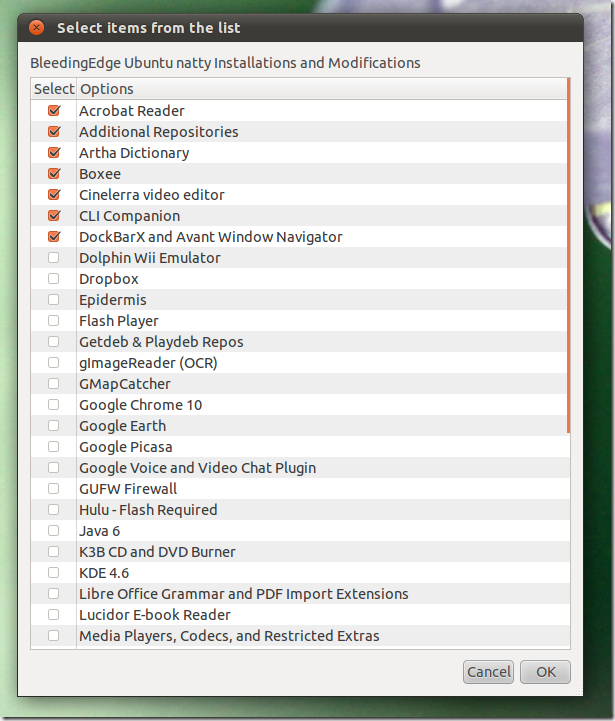 Select items from the list
BleedingEdge Ubuntu natty Installations and Modifications
Select Options
Acrobat Reader
Additional Repositories
Artha Dictionary
Boxee
Cinelerra video editor
CLI Companion
DockBarX and Avant Window Navigator
Dolphin Wii Emulator
Dropbox
Epidermis
Flash Player
Getdeb & Playdeb Repos
gImageReader (OCR)
GMapCatcher
Google Chrome 10
Google Earth
Google Picasa
Google Voice and Video Chat Plugin
GUFW Firewall
Hulu - Flash Required
Java 6
K3B CD and DVD Burner
KDE 4.6
Libre Office Grammar and PDF Import Extensions
Lucidor E-book Reader
Media Players, Codecs, and Restricted Extras
Cancel OK